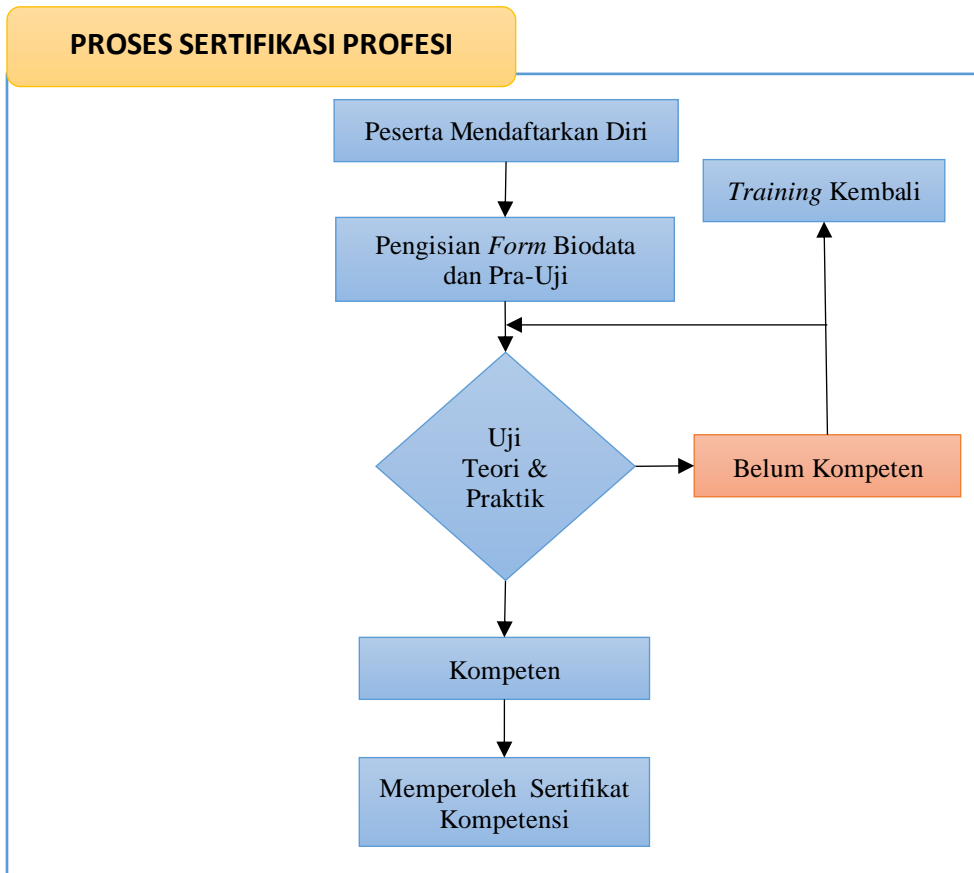 PROSES SERTIFIKASI PROFESI
Peserta Mendaftarkan Diri
Training Kembali
Pengisian Form Biodata
dan Pra-Uji
Uji
Teori &
Praktik
Belum Kompeten
Kompeten
Memperoleh Sertifikat
Kompetensi